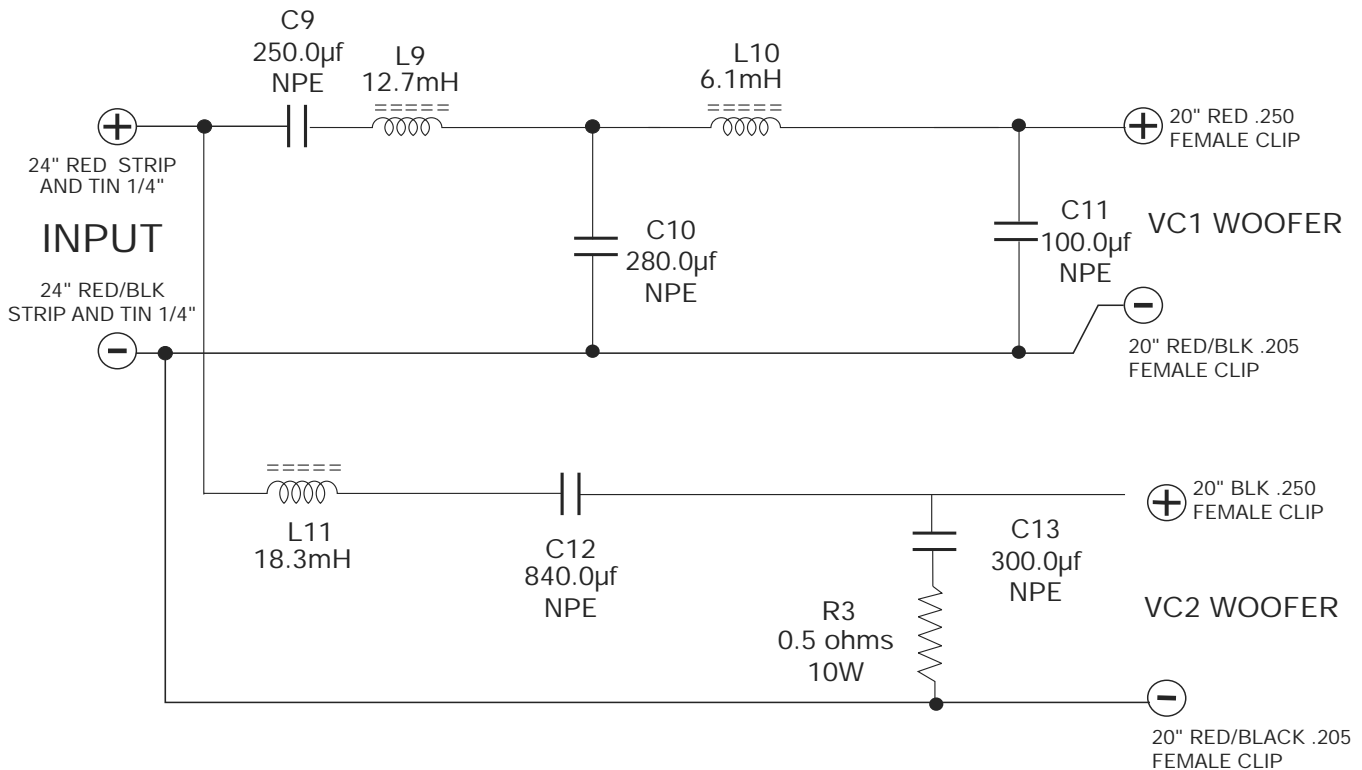 C9
250.0µf
NPE
L9
12.7mH
L10
6.1mH
24" RED STRIP
AND TIN 1/4"
INPUT
24" RED/BLK
STRIP AND TIN 1/4"
C10
280.0µf
NPE
C11
100.0µf
NPE
20" RED .250
FEMALE CLIP
VC1 WOOFER
20" RED/BLK .205
FEMALE CLIP
L11
18.3mH
C12
840.0µf
NPE
C13
300.0µf
NPE
R3
0.5 ohms
10W
20" BLK .250
FEMALE CLIP
VC2 WOOFER
20" RED/BLACK .205
FEMALE CLIP